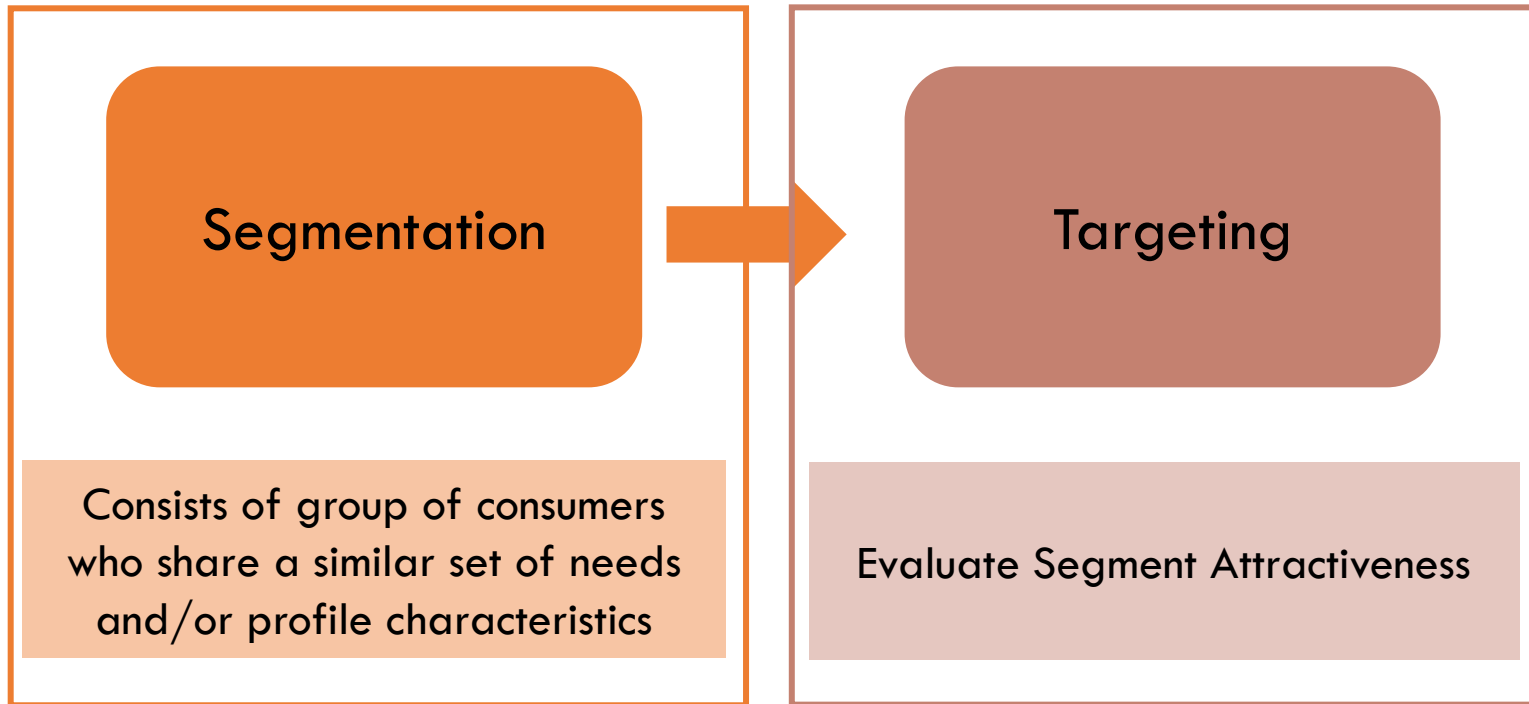 Segmentation
Targeting
Consists of group of consumers
who share a similar set of needs
and/or profile characteristics
Evaluate Segment Attractiveness